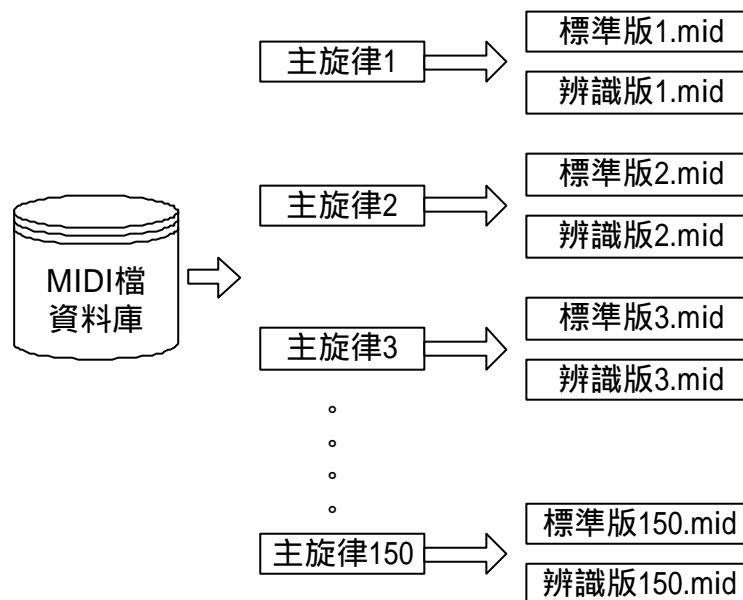 MIDI檔
資料庫
主旋律1
標準版1.mid
辨識版1.mid
主旋律2
標準版2.mid
辨識版2.mid
主旋律3
標準版3.mid
辨識版3.mid
。
。
。
。
主旋律150
標準版150.mid
辨識版150.mid